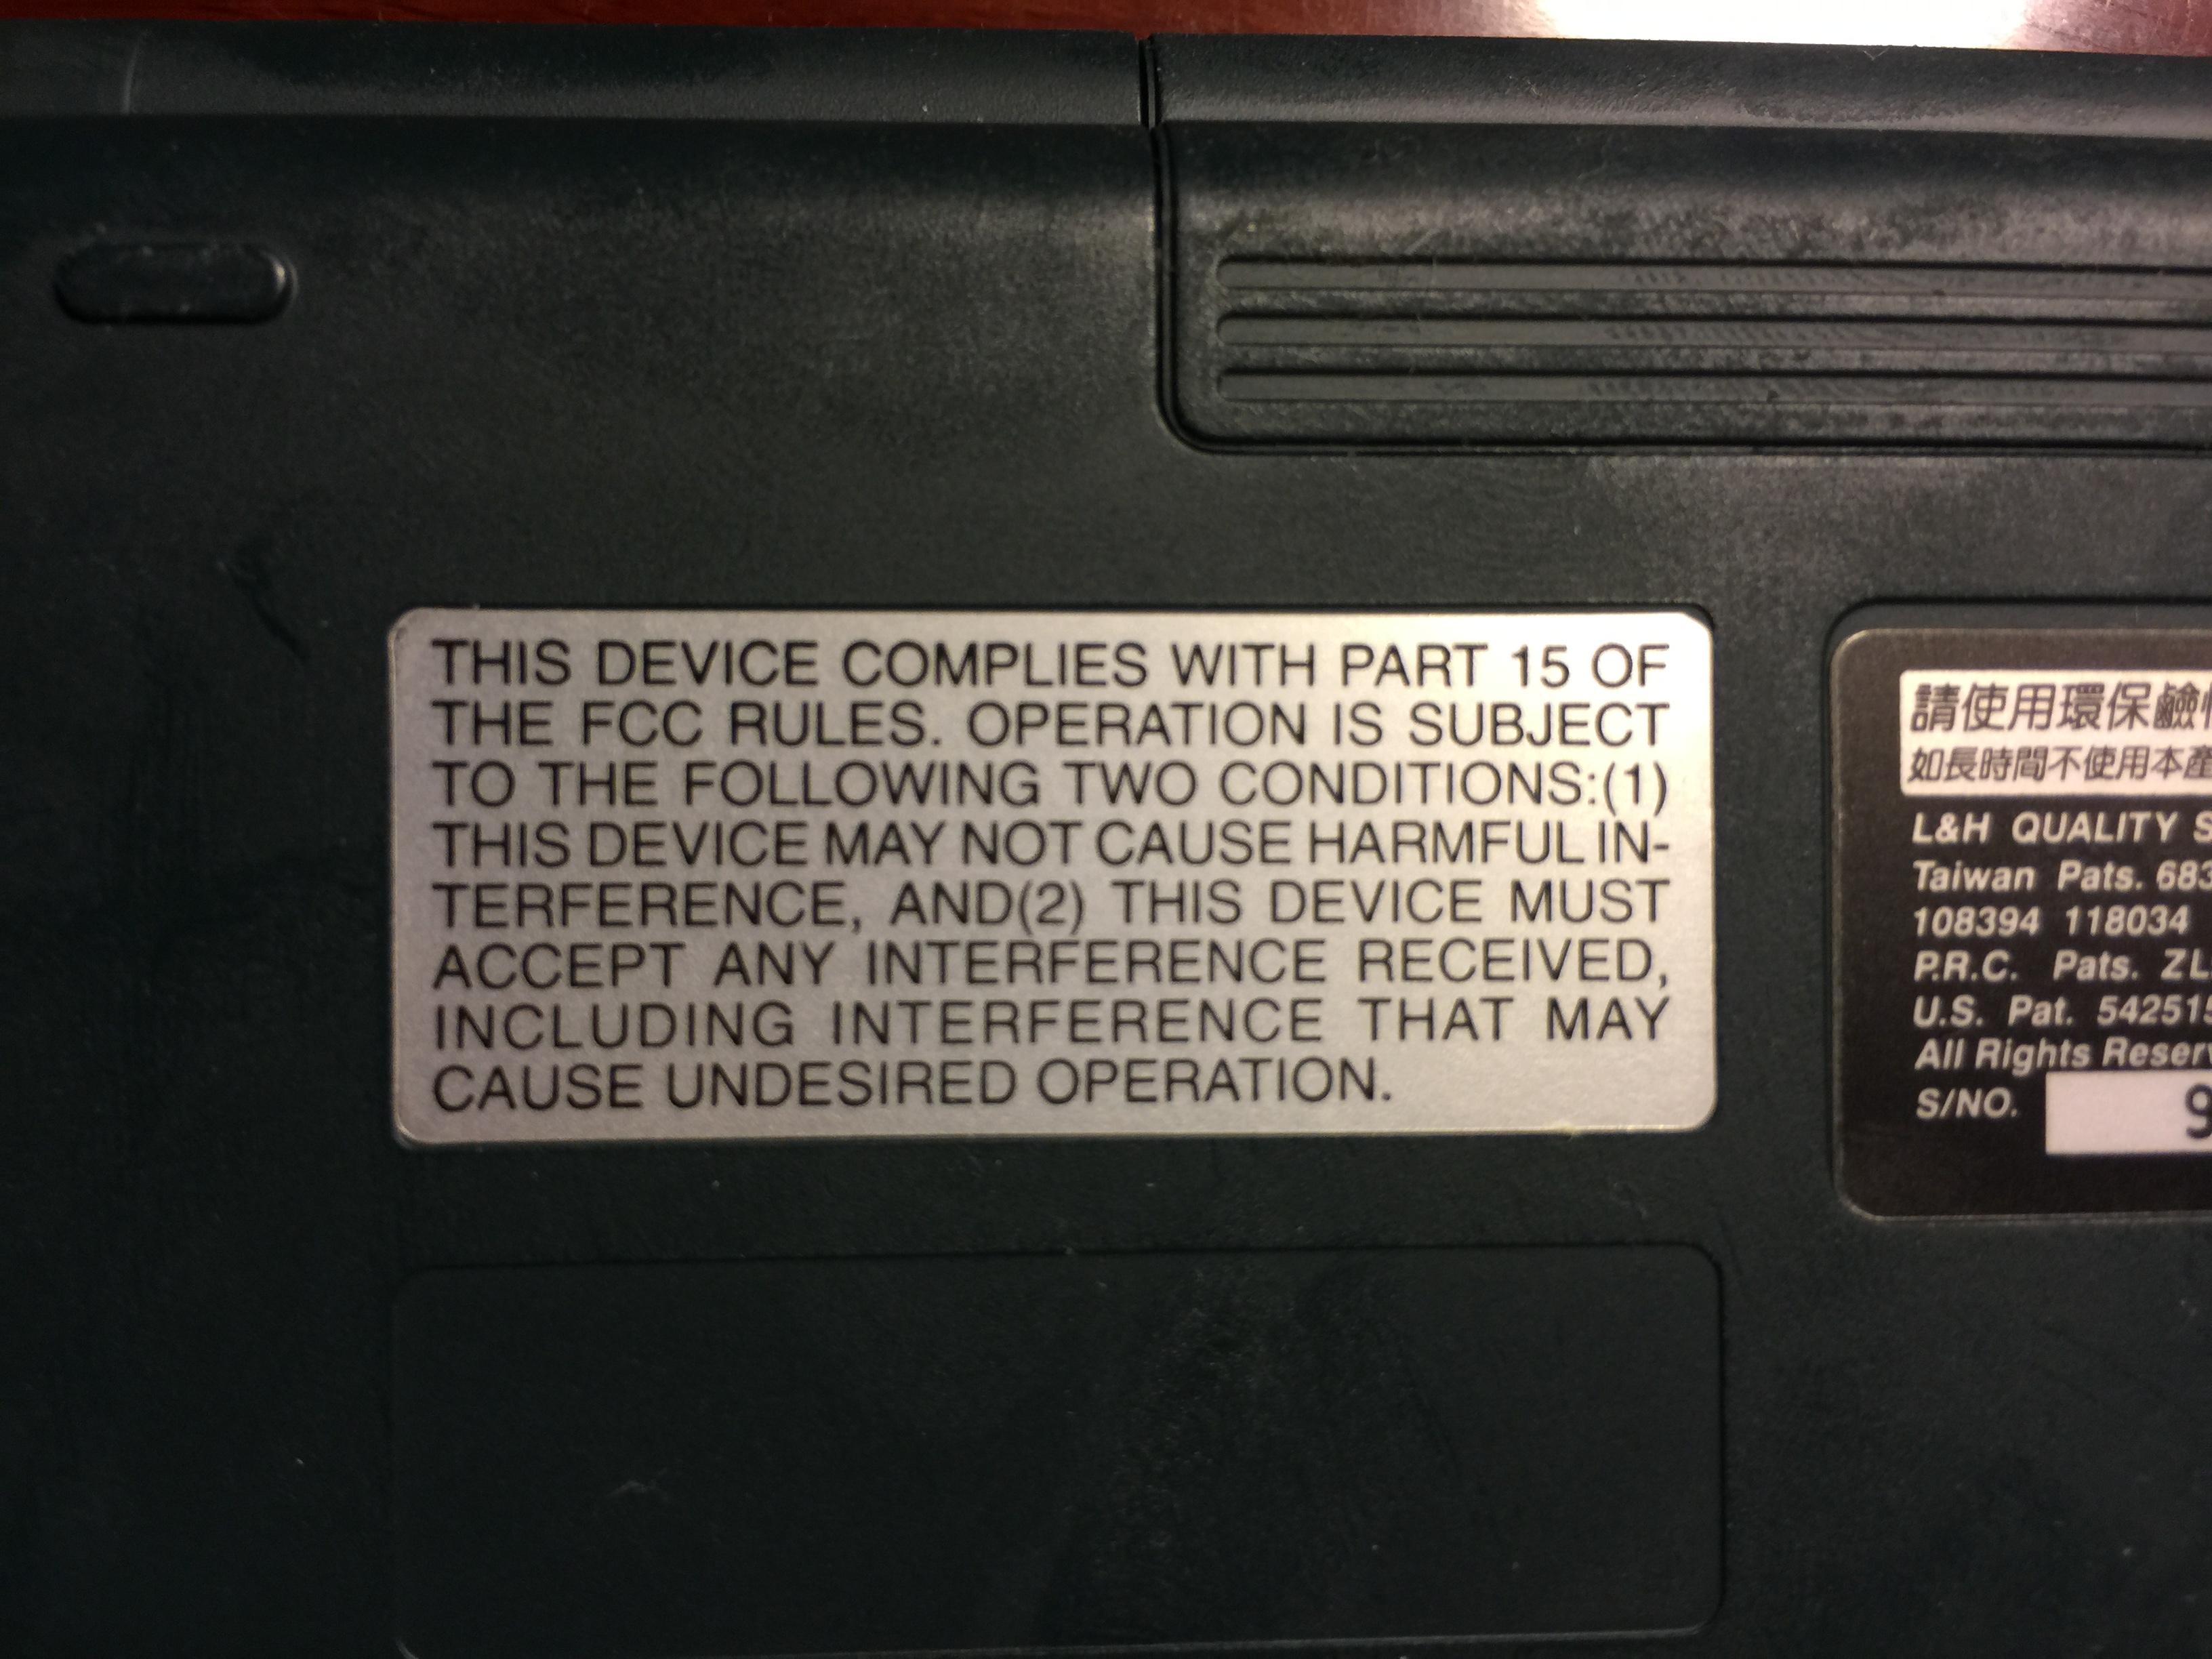 THIS DEVICE COMPLIES WITH PART 15 OF
THE FCC RULES. OPERATION IS SUBJECT
TO THE FOLLOWING TWO CONDITIONS:(1)
THIS DEVICE MAY NOT CAUSE HARMFUL IN-
TERFERENCE, AND(2) THIS DEVICE MUST
ACCEPT ANY INTERFERENCE RECEIVED,
INCLUDING INTERFERENCE THAT MAY
CAUSE UNDESIRED OPERATION.
請使用環保鹼
如長時間不使用本產
L&H QUALITY
Taiwan Pats.
108394 118034
P.R.C. Pats.
U.S. Pat.
All Rights
S/NO.